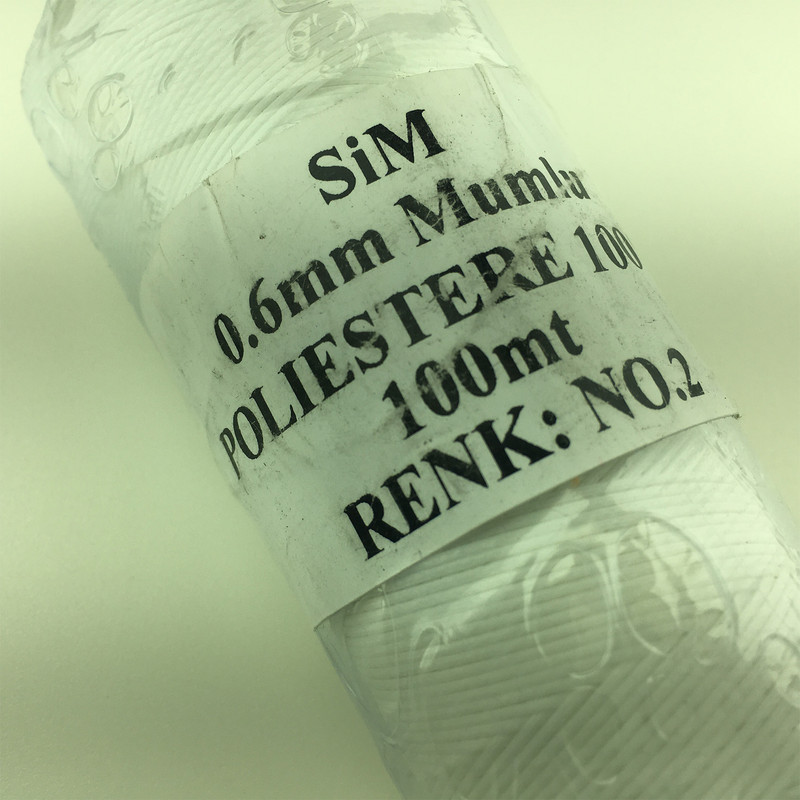 SiM
0.6mm Mumlu
POLIESTERE 100
100mt
RENK: NO.2